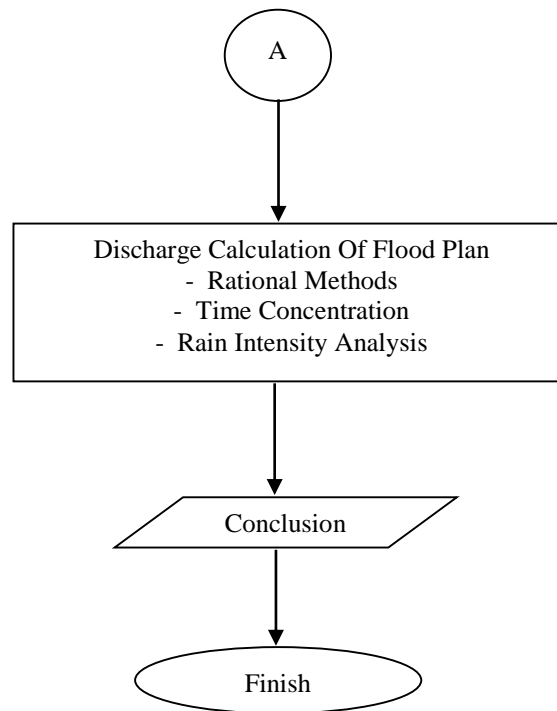 A
Discharge Calculation Of Flood Plan
- Rational Methods
- Time Concentration
- Rain Intensity Analysis
Conclusion
Finish